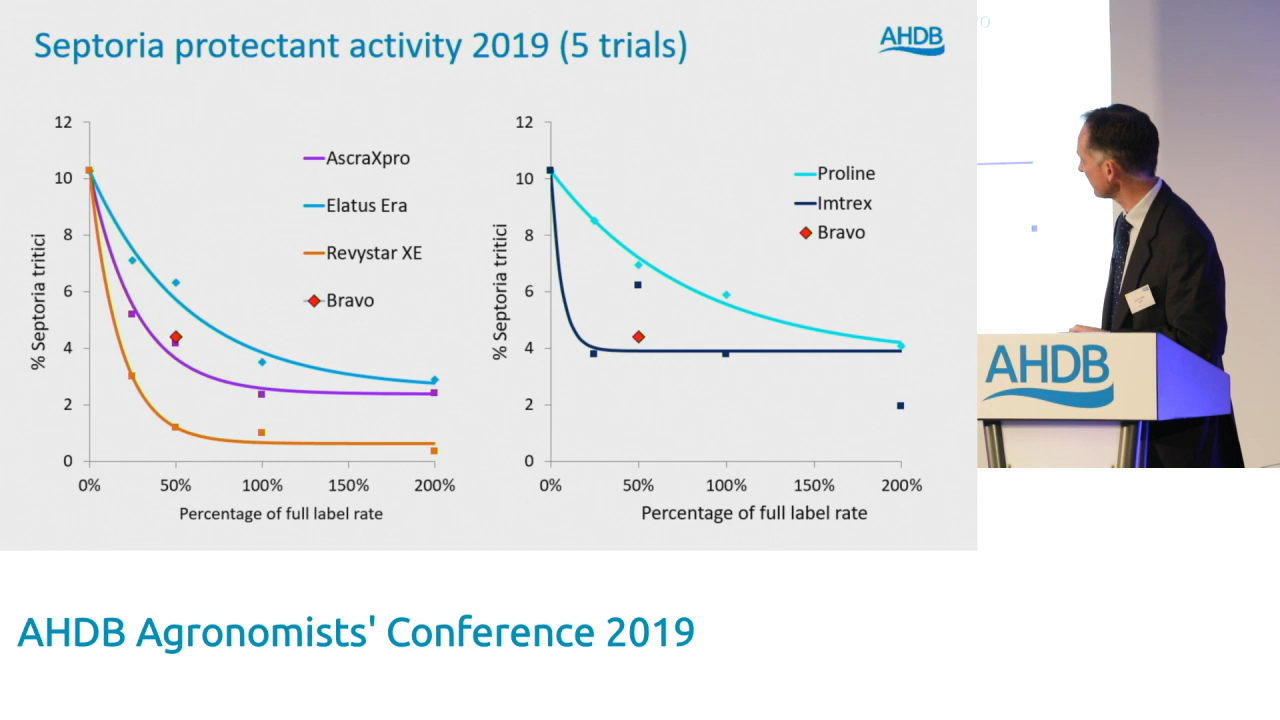 Septoria protectant activity 2019 (5 trials)
AHDB
% Septoria tritici
12
10
8
6
4
2
0
0%
50%
100%
150%
200%
Percentage of full label rate
AscraXpro
Elatus Era
Revystar XE
Bravo
% Septoria tritici
12
10
8
6
4
2
0
0%
50%
100%
150%
200%
Percentage of full label rate
Proline
Imtrex
Bravo
AHDB
AHDB Agronomists' Conference 2019